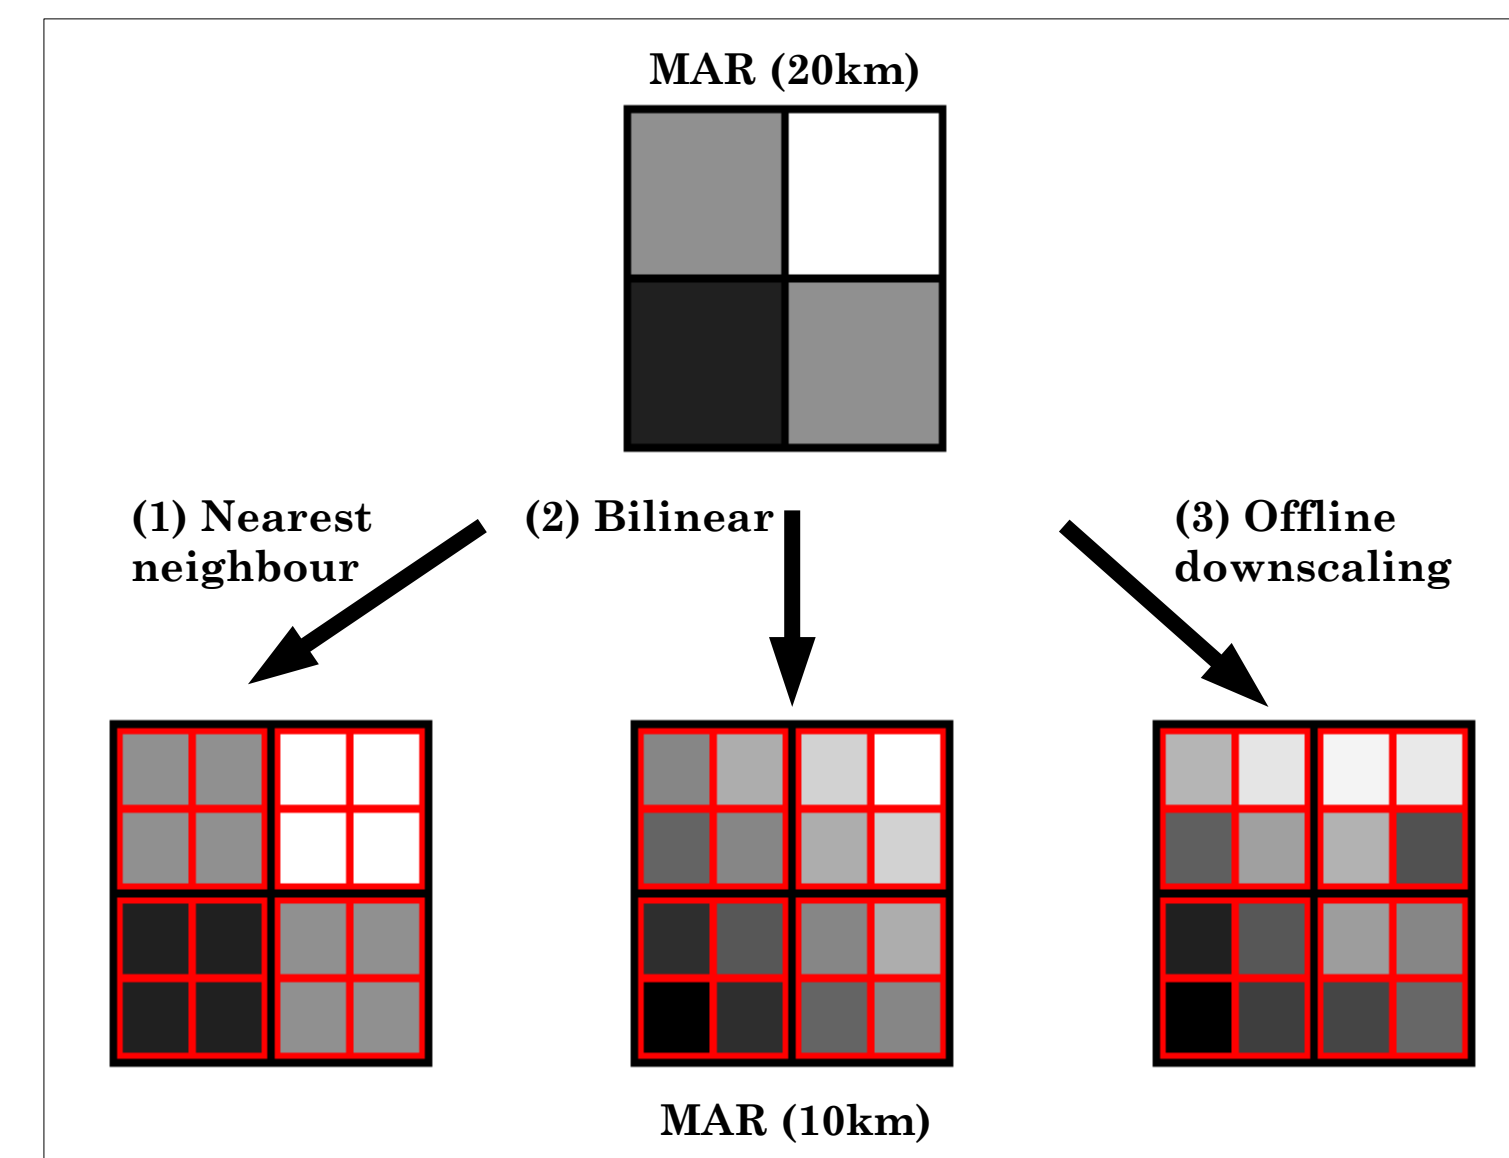 MAR (20km)
(1) Nearest
neighbour
(2) Bilinear
(3) Offline
downscaling
MAR (10km)